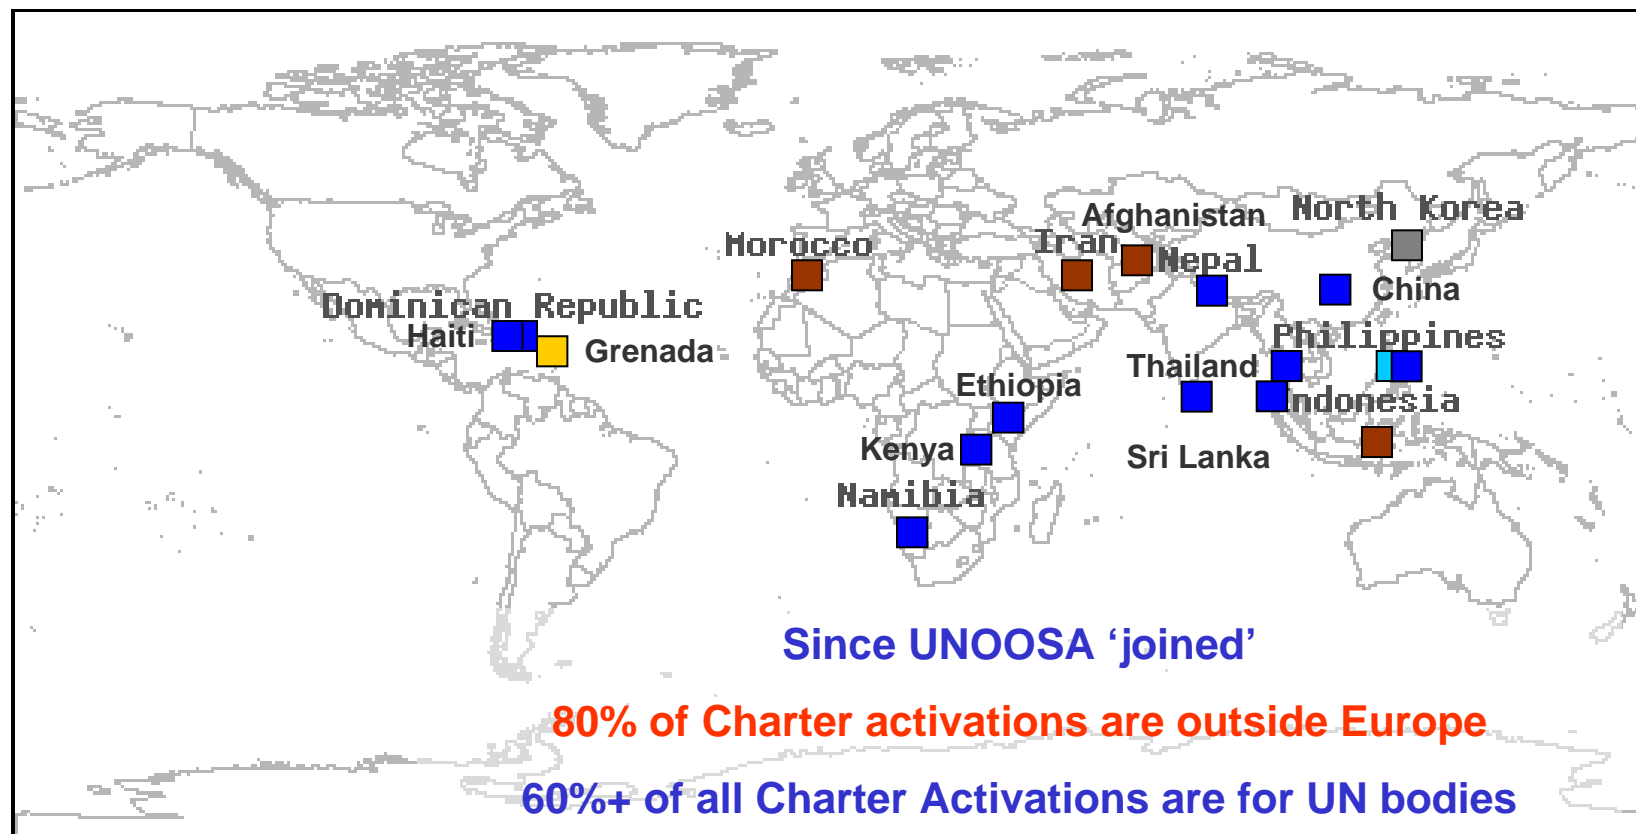 North Korea
Afghanistan
Morocco
Iran
Nepal
China
Dominican Republic
Haiti
Grenada
Philippines
Thailand
Ethiopia
Indonesia
Kenya
Sri Lanka
Namibia
Since UNOOSA ‘joined’
80% of Charter activations are outside Europe
60%+ of all Charter Activations are for UN bodies